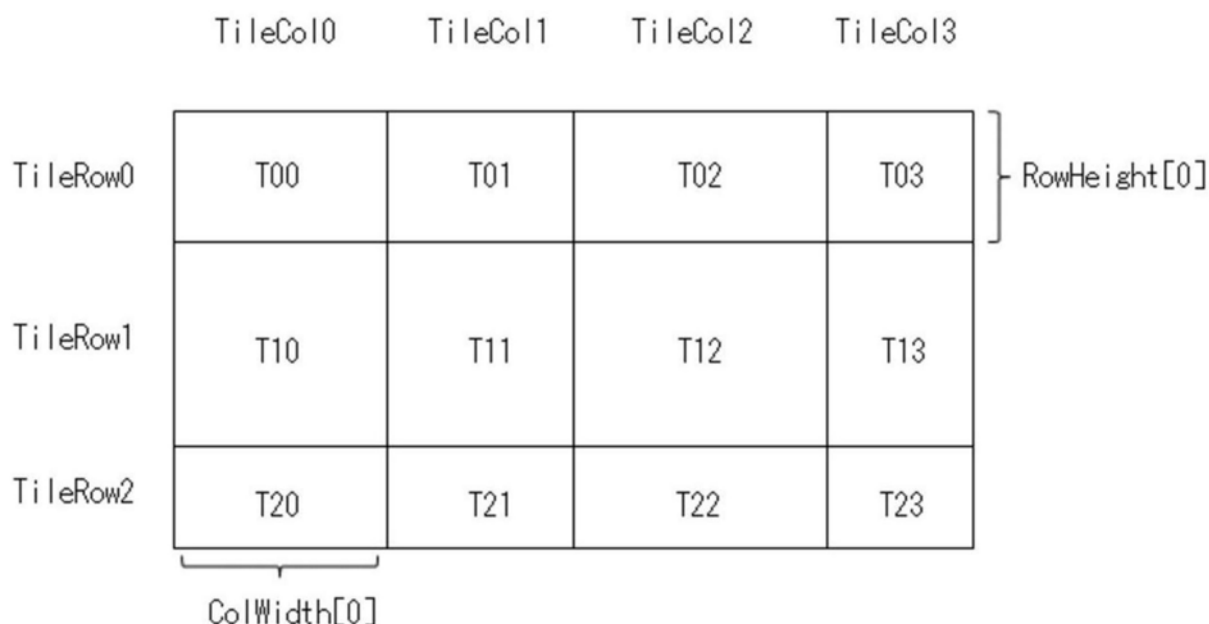 TileCol0 TileCol1 TileCol2 TileCol3
TileRow0 T00 T01 T02 T03 RowHeight[0]
TileRow1 T10 T11 T12 T13
TileRow2 T20 T21 T22 T23
ColWidth[0]